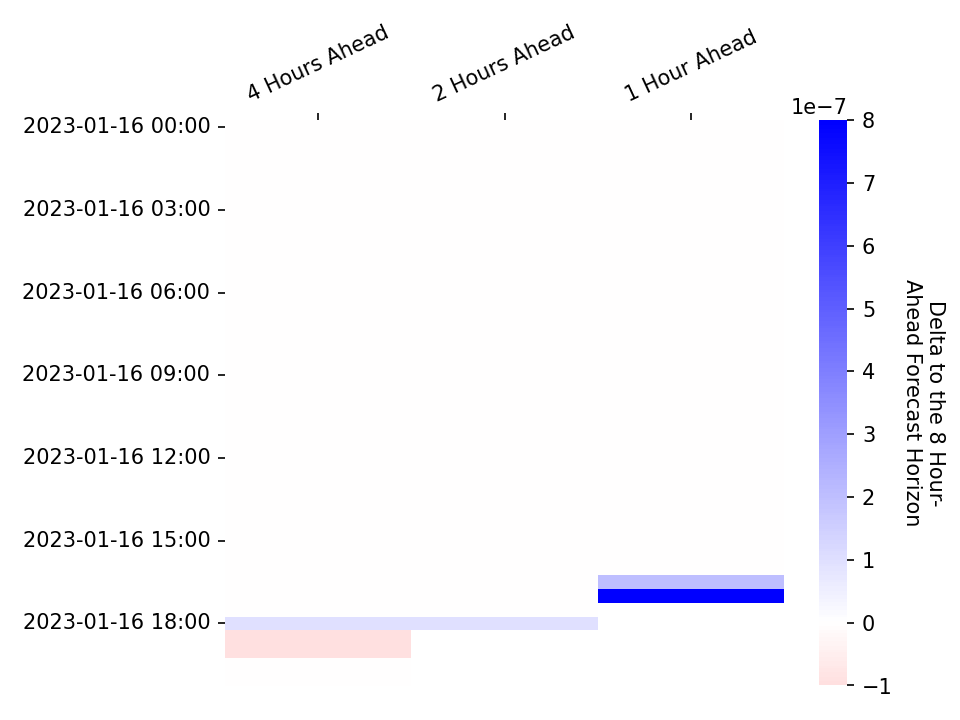 4 Hours Ahead
2 Hours Ahead
1 Hour Ahead
1e−7
2023-01-16 00:00
2023-01-16 03:00
2023-01-16 06:00
2023-01-16 09:00
2023-01-16 12:00
2023-01-16 15:00
2023-01-16 18:00
8
7
6
5
4
3
2
1
0
−1
Delta to the 8 Hour-
Ahead Forecast Horizon